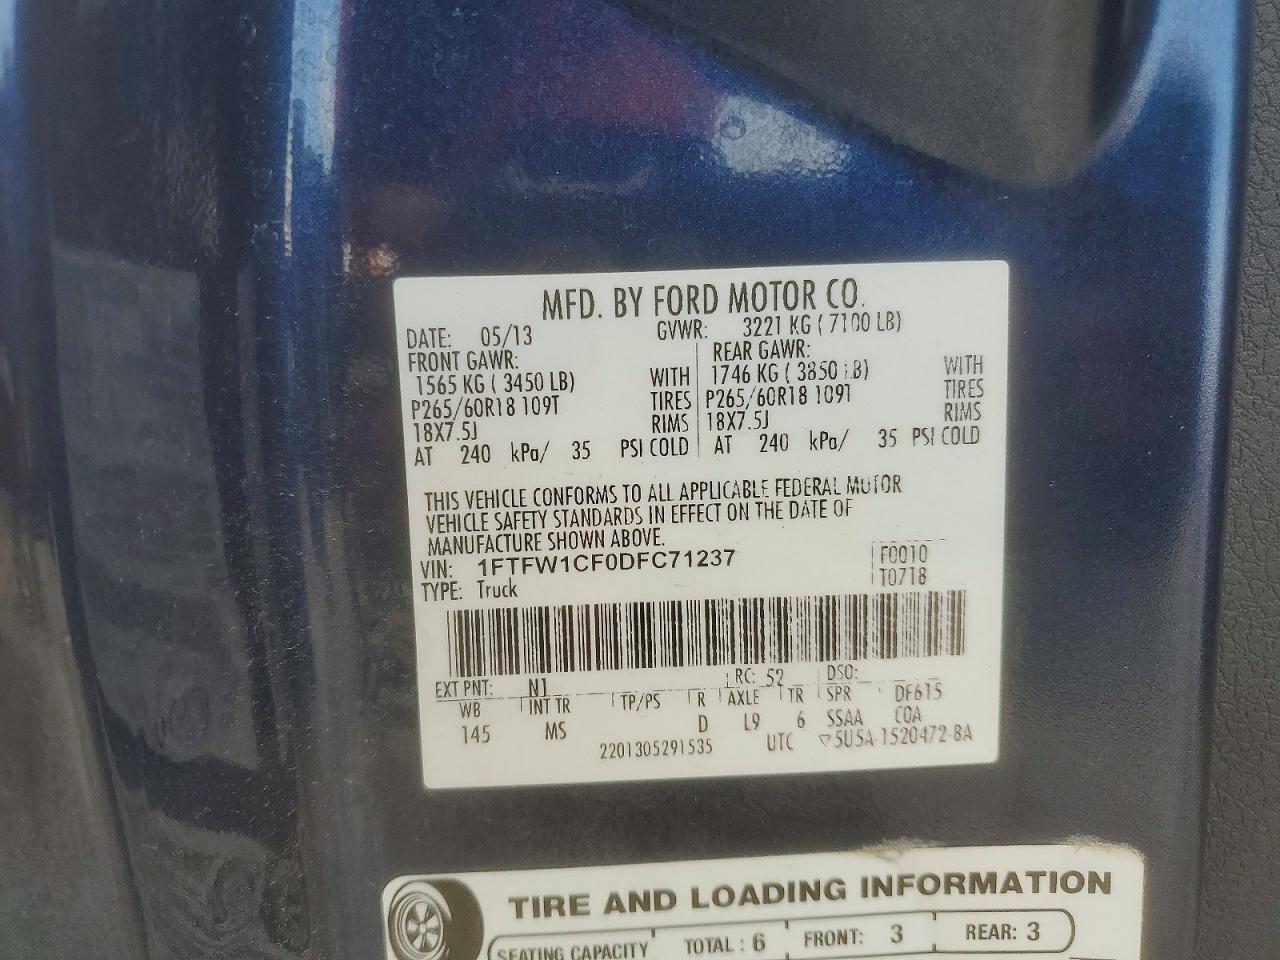 MFD. BY FORD MOTOR CO.
DATE: 05/13 GVWR: 3221 KG ( 7100 LB)
FRONT GAWR: REAR GAWR:
1565 KG ( 3450 LB) WITH 1746 KG ( 3850 LB) WITH
P265/60R18 109T TIRES P265/60R18 109T TIRES
18X7.5J RIMS 18X7.5J RIMS
AT 240 kPa/ 35 PSI COLD AT 240 kPa/ 35 PSI COLD
THIS VEHICLE CONFORMS TO ALL APPLICABLE FEDERAL MOTOR
VEHICLE SAFETY STANDARDS IN EFFECT ON THE DATE OF
MANUFACTURE SHOWN ABOVE.
VIN: 1FTFW1CF0DFC71237 F0010
TYPE: Truck T0718
EXT PNT: N1 RC: 52 DSO:
WB INT TR TP/PS R AXLE TR SPR DF615
145 MS D L9 6 SSAA C0A
2201305291535 UTC ▽5U5A-1520472-BA
TIRE AND LOADING INFORMATION
SEATING CAPACITY TOTAL : 6 FRONT: 3 REAR: 3